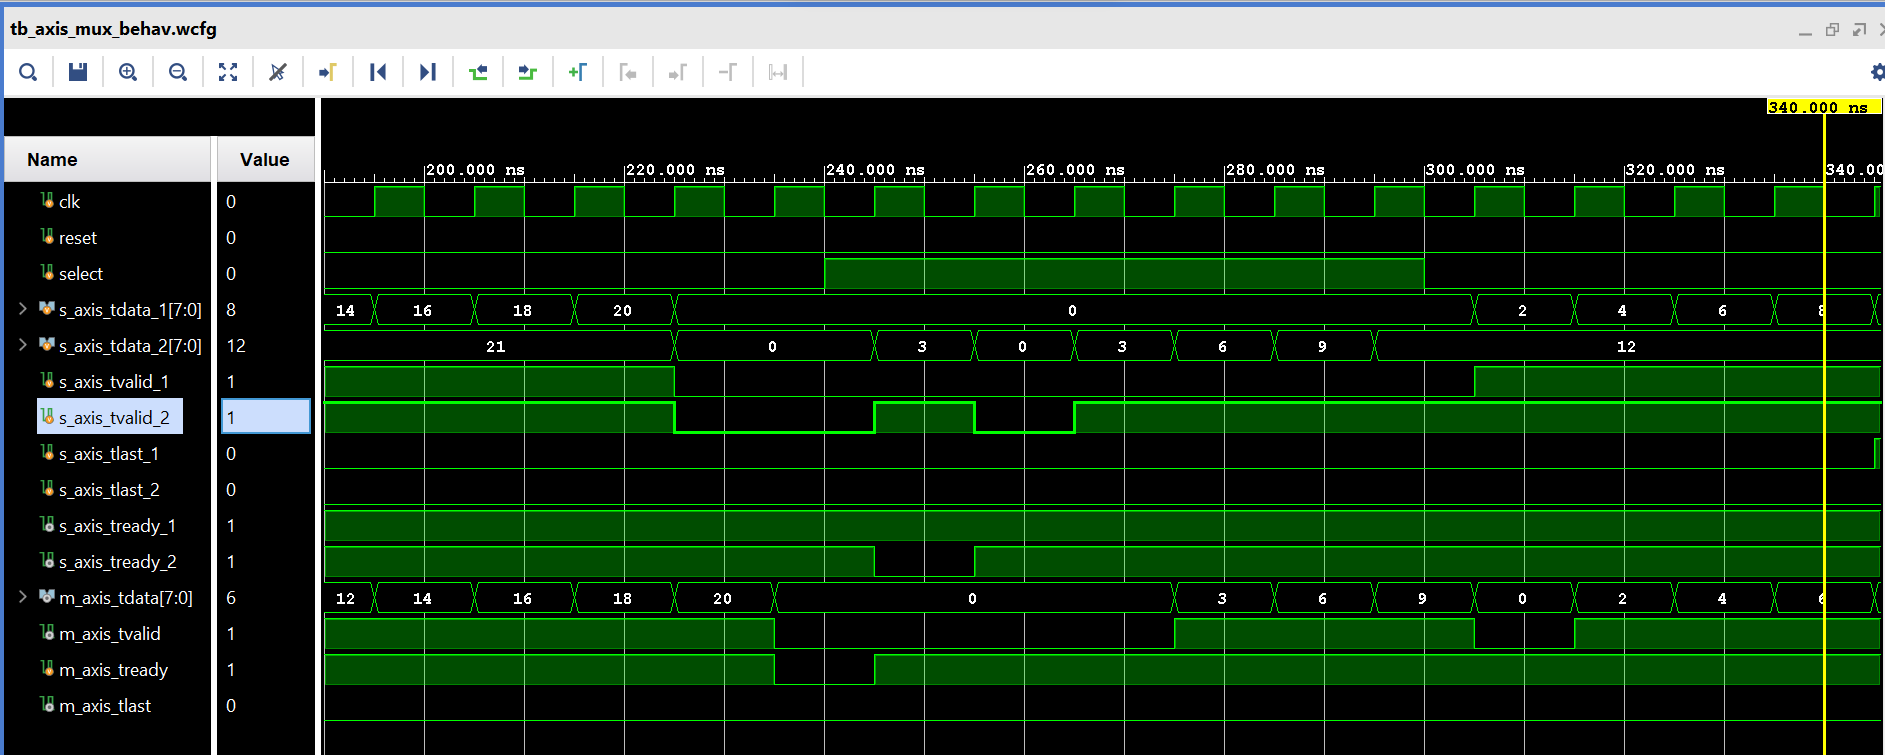 tb_axis_mux_behav.wcfg
340.000 ns
Name Value
200.000 ns 220.000 ns 240.000 ns 260.000 ns 280.000 ns 300.000 ns 320.000 ns 340.00
clk 0
reset 0
select 0
s_axis_tdata_1[7:0] 8 14 16 18 20 0 2 4 6 8
s_axis_tdata_2[7:0] 12 21 0 3 0 3 6 9 12
s_axis_tvalid_1 1
s_axis_tvalid_2 1
s_axis_tlast_1 0
s_axis_tlast_2 0
s_axis_tready_1 1
s_axis_tready_2 1
m_axis_tdata[7:0] 6 12 14 16 18 20 0 3 6 9 0 2 4 6
m_axis_tvalid 1
m_axis_tready 1
m_axis_tlast 0